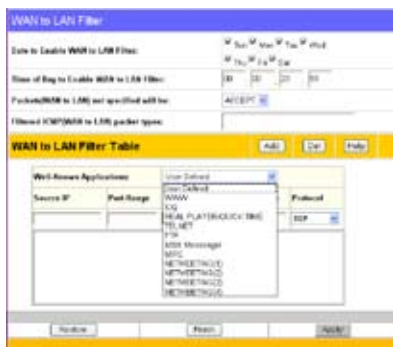 WAN to LAN Filter
Date to Enable WAN to LAN Filter:
Sun Mon Tue Wed
Thu Fri Sat
Time of Day to Enable WAN to LAN Filter:
Packets(WAN to LAN) not specified will be:
ACCEPT
Filtered ICMP(WAN to LAN) packet types:
WAN to LAN Filter Table
Add Del Help
Well-Known Applications:
User Defined
User Defined
WWW
ICQ
REAL PLAYER/QUICK TIME
TELNET
FTP
MSN Messenger
Source IP
Port Range
Protocol
Restore
Finish
Apply